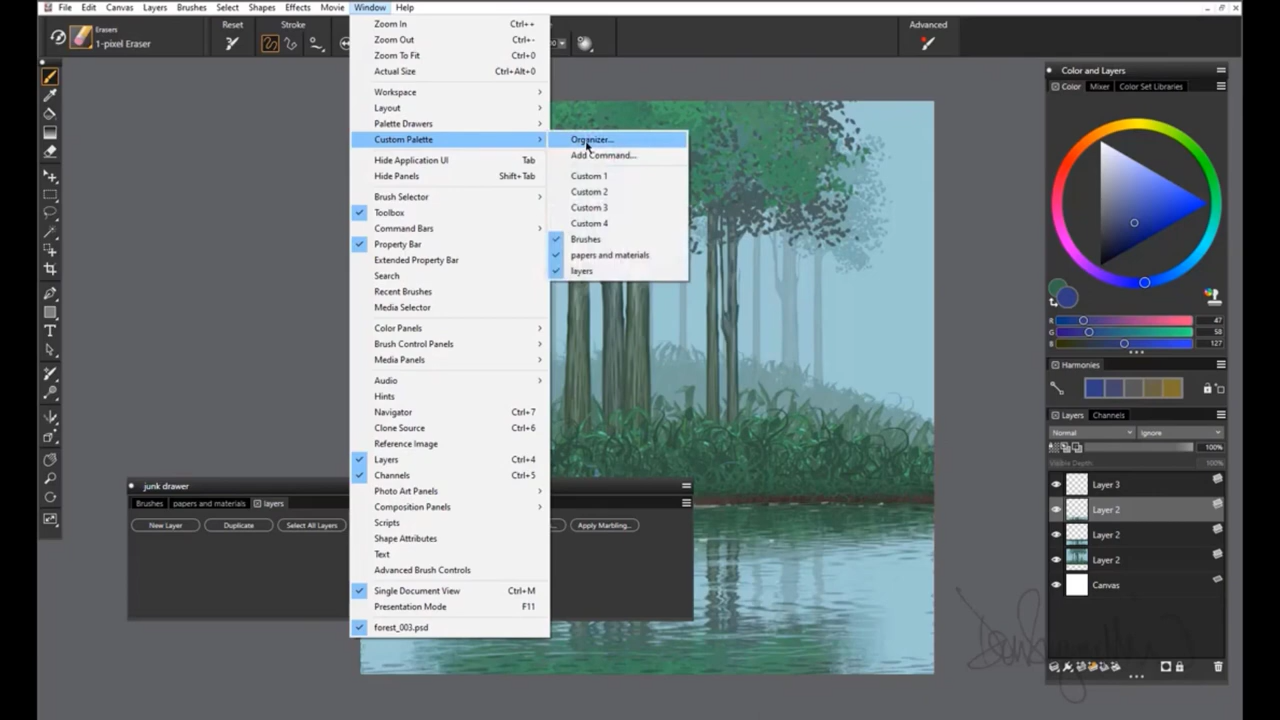 File Edit Canvas Layers Brushes Select Shapes Effects Movie Window Help
Erasers
1-pixel Eraser
Reset
Stroke
Advanced
Zoom In Ctrl++
Zoom Out Ctrl+-
Zoom To Fit Ctrl+0
Actual Size Ctrl+Alt+0
Workspace
Layout
Palette Drawers
Custom Palette
Hide Application UI Tab
Hide Panels Shift+Tab
Brush Selector
Toolbox
Command Bars
Property Bar
Extended Property Bar
Search
Recent Brushes
Media Selector
Color Panels
Brush Control Panels
Media Panels
Audio
Hints
Navigator Ctrl+7
Clone Source Ctrl+6
Reference Image
Layers Ctrl+4
Channels Ctrl+5
Photo Art Panels
Composition Panels
Scripts
Shape Attributes
Text
Advanced Brush Controls
Single Document View Ctrl+M
Presentation Mode F11
forest_003.psd
Organizer...
Add Command...
Custom 1
Custom 2
Custom 3
Custom 4
Brushes
papers and materials
layers
junk drawer
Brushes papers and materials layers
New Layer Duplicate Select All Layers Apply Marbling...
Color and Layers
Color Mixer Color Set Libraries
R 47
G 58
B 127
Harmonies
Layers Channels
Normal Ignore
100%
Visible Depth 100%
Layer 3
Layer 2
Layer 2
Layer 2
Canvas